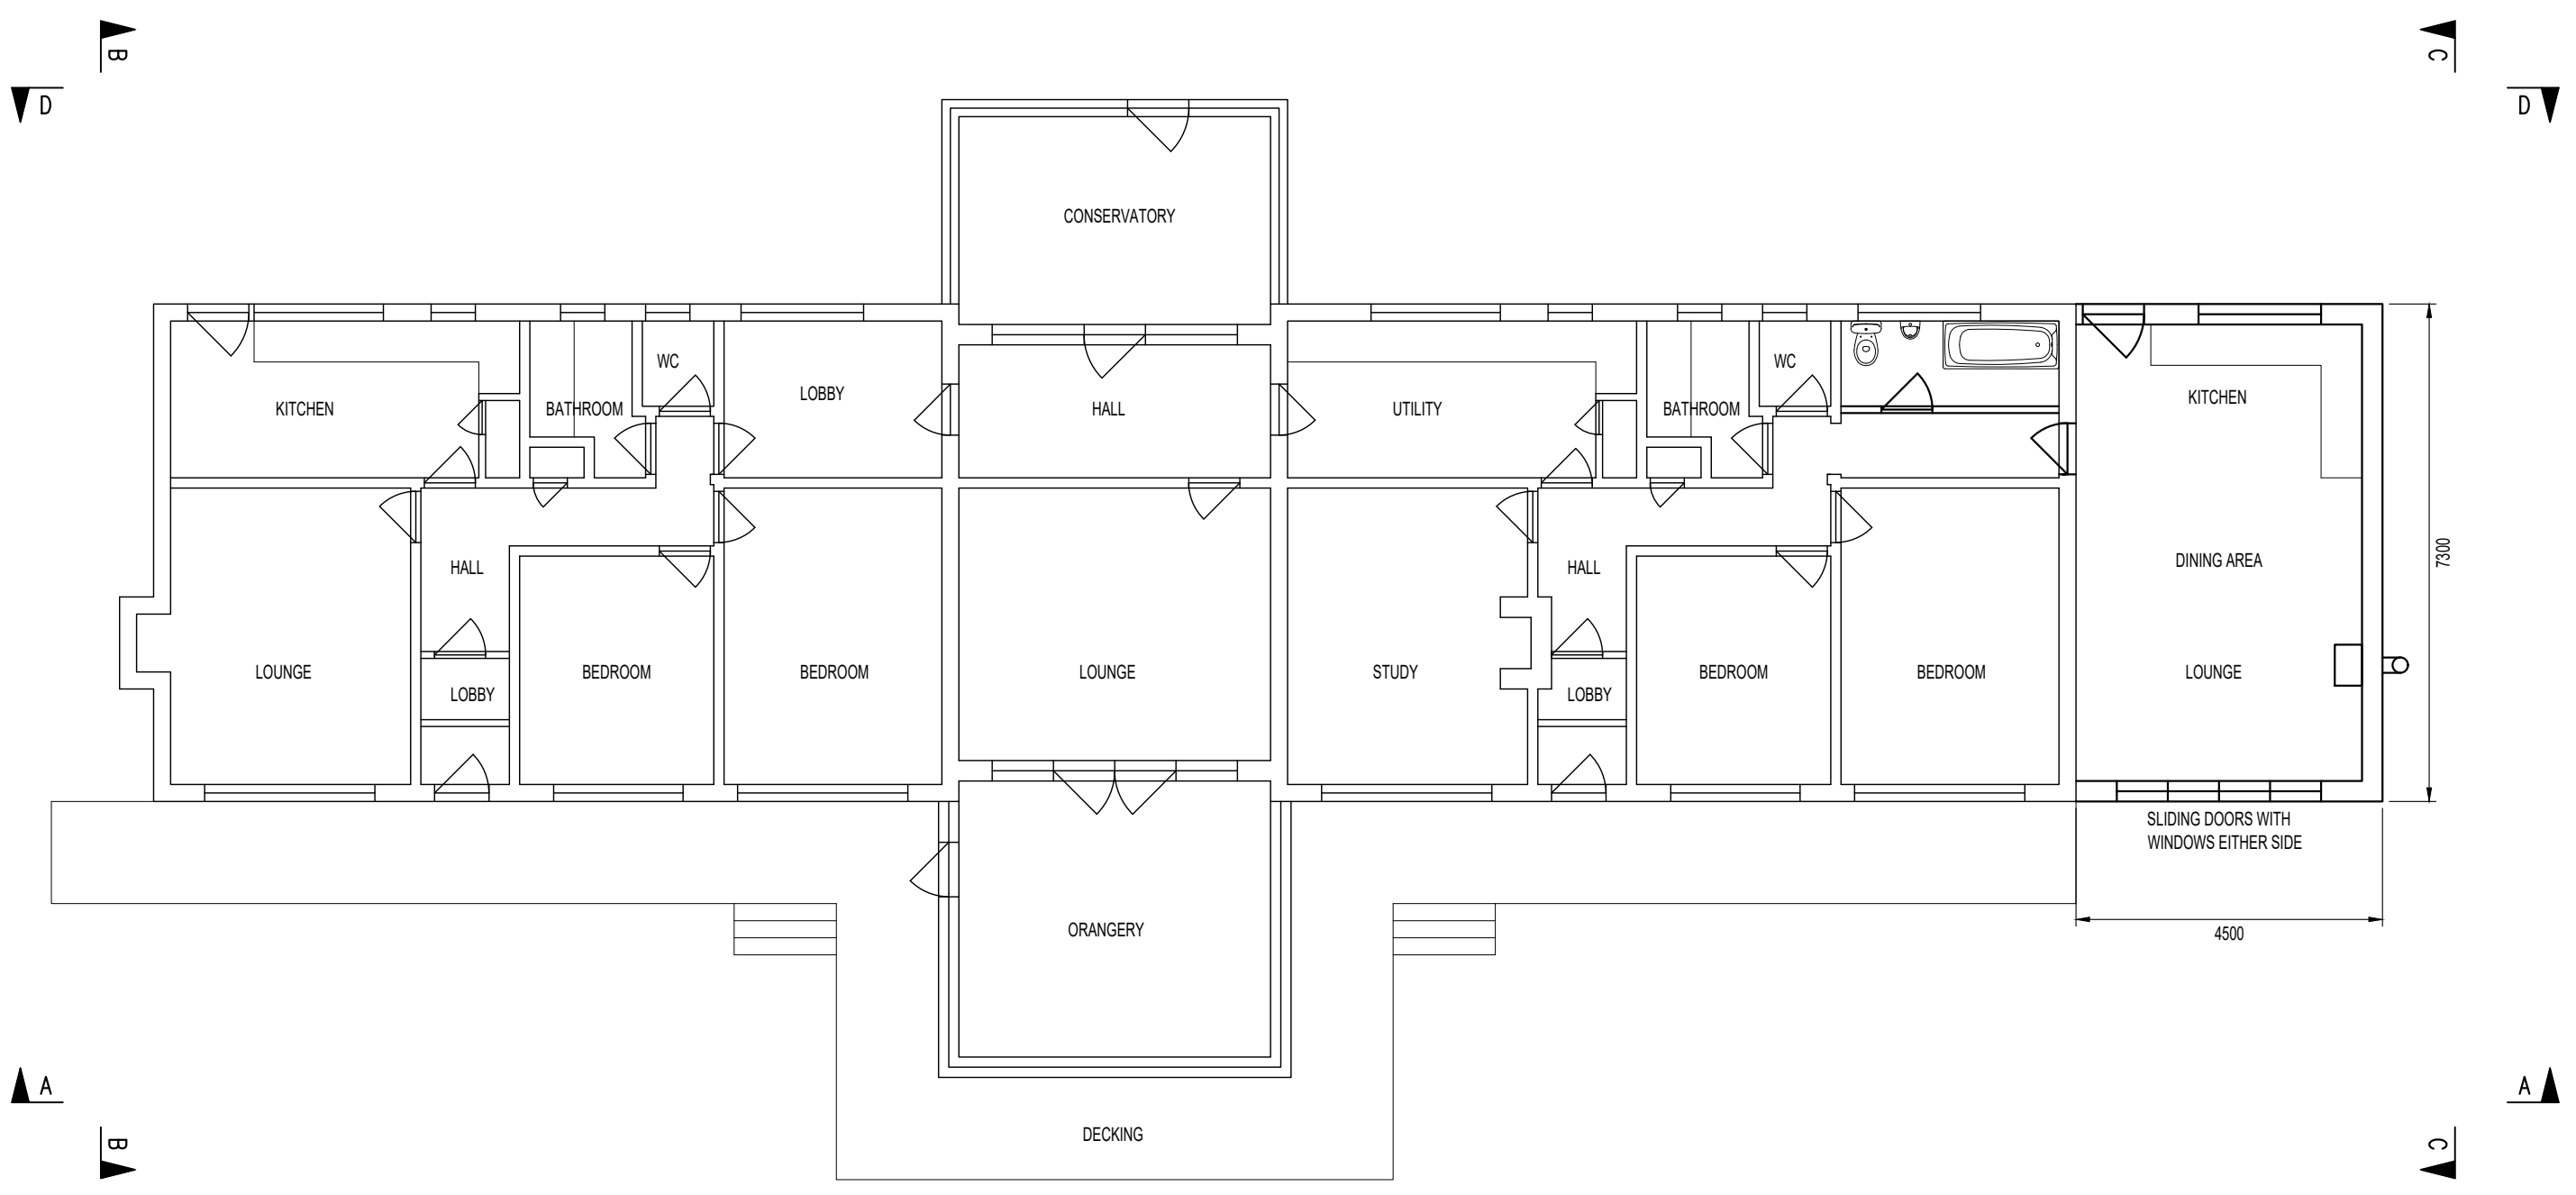 B
C
D
D
CONSERVATORY
WC
LOBBY
KITCHEN
BATHROOM
HALL
UTILITY
BATHROOM
WC
KITCHEN
HALL
HALL
DINING AREA
7300
LOUNGE
LOBBY
BEDROOM
BEDROOM
LOUNGE
STUDY
LOBBY
BEDROOM
BEDROOM
LOUNGE
SLIDING DOORS WITH
WINDOWS EITHER SIDE
ORANGERY
4500
A
A
DECKING
B
C